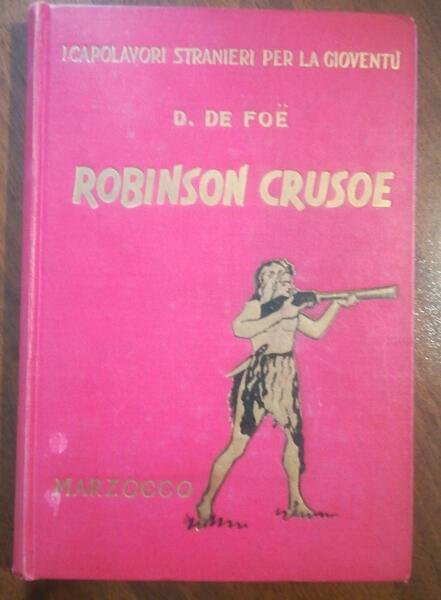 I CAPOLAVORI STRANIERI PER LA GIOVENTÙ
D. DE FOË
ROBINSON CRUSOE
MARZOCCO